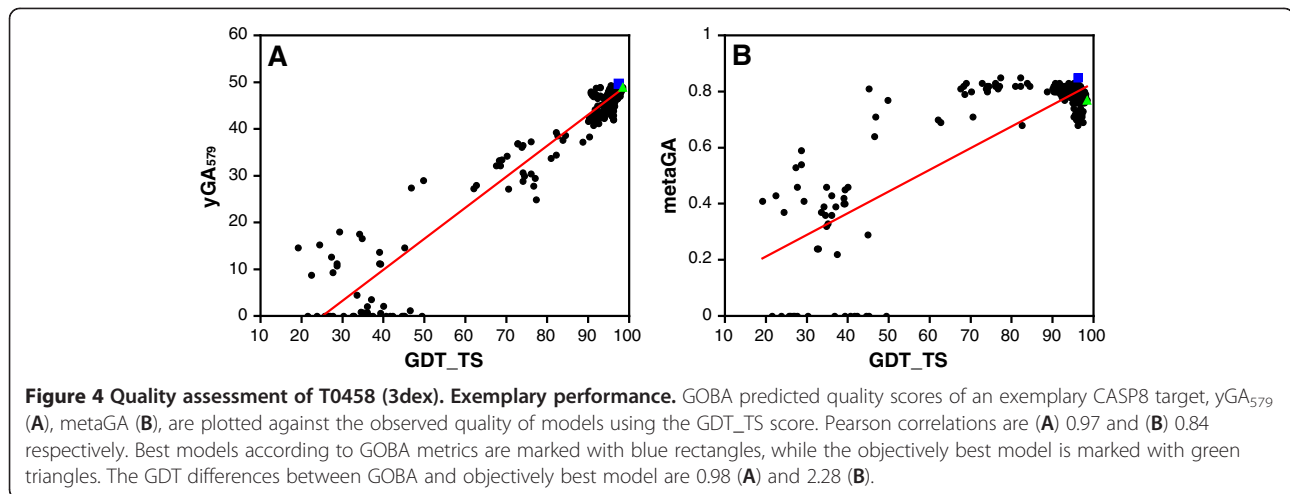 A
B
60
50
40
30
20
10
0
yGA579
10 20 30 40 50 60 70 80 90 100
GDT_TS
1
0.8
0.6
0.4
0.2
0
metaGA
10 20 30 40 50 60 70 80 90 100
GDT_TS
Figure 4 Quality assessment of T0458 (3dex). Exemplary performance. GOBA predicted quality scores of an exemplary CASP8 target, yGA579
(A), metaGA (B), are plotted against the observed quality of models using the GDT_TS score. Pearson correlations are (A) 0.97 and (B) 0.84
respectively. Best models according to GOBA metrics are marked with blue rectangles, while the objectively best model is marked with green
triangles. The GDT differences between GOBA and objectively best model are 0.98 (A) and 2.28 (B).